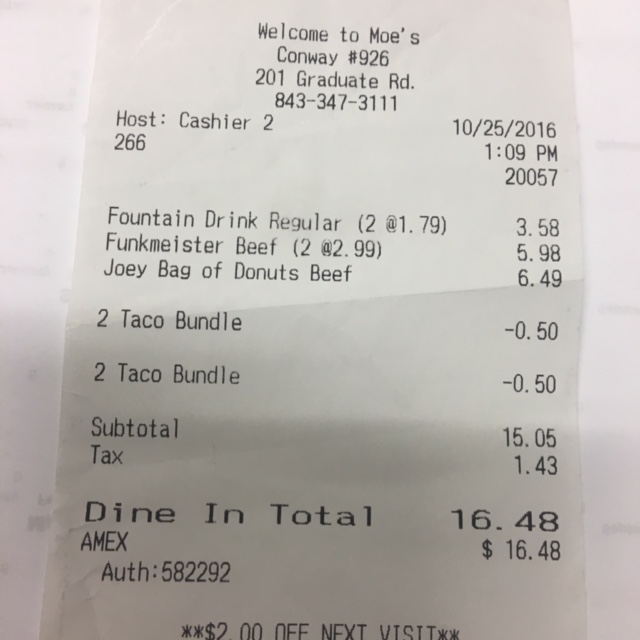 Welcome to Moe's
Conway #926
201 Graduate Rd.
843-347-3111
Host: Cashier 2 10/25/2016
266 1:09 PM
20057
Fountain Drink Regular (2 @1.79) 3.58
Funkmeister Beef (2 @2.99) 5.98
Joey Bag of Donuts Beef 6.49
2 Taco Bundle -0.50
2 Taco Bundle -0.50
Subtotal 15.05
Tax 1.43
Dine In Total 16.48
AMEX $ 16.48
Auth:582292
**$2.00 OFF NEXT VISIT**